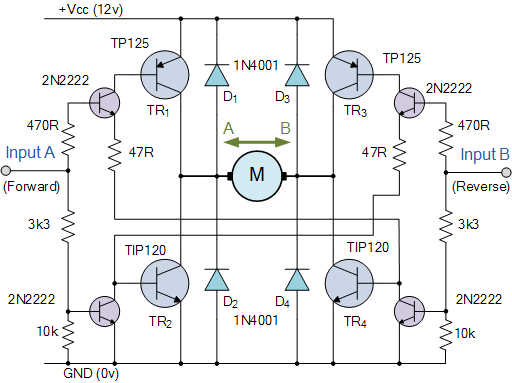 +Vcc (12v)
TP125
1N4001
TP125
2N2222
D1
D3
2N2222
TR1
TR3
470R
A
B
470R
Input A
47R
47R
Input B
(Forward)
M
(Reverse)
3k3
3k3
TIP120
TIP120
2N2222
D2
D4
2N2222
TR2
1N4001
TR4
10k
10k
GND (0v)